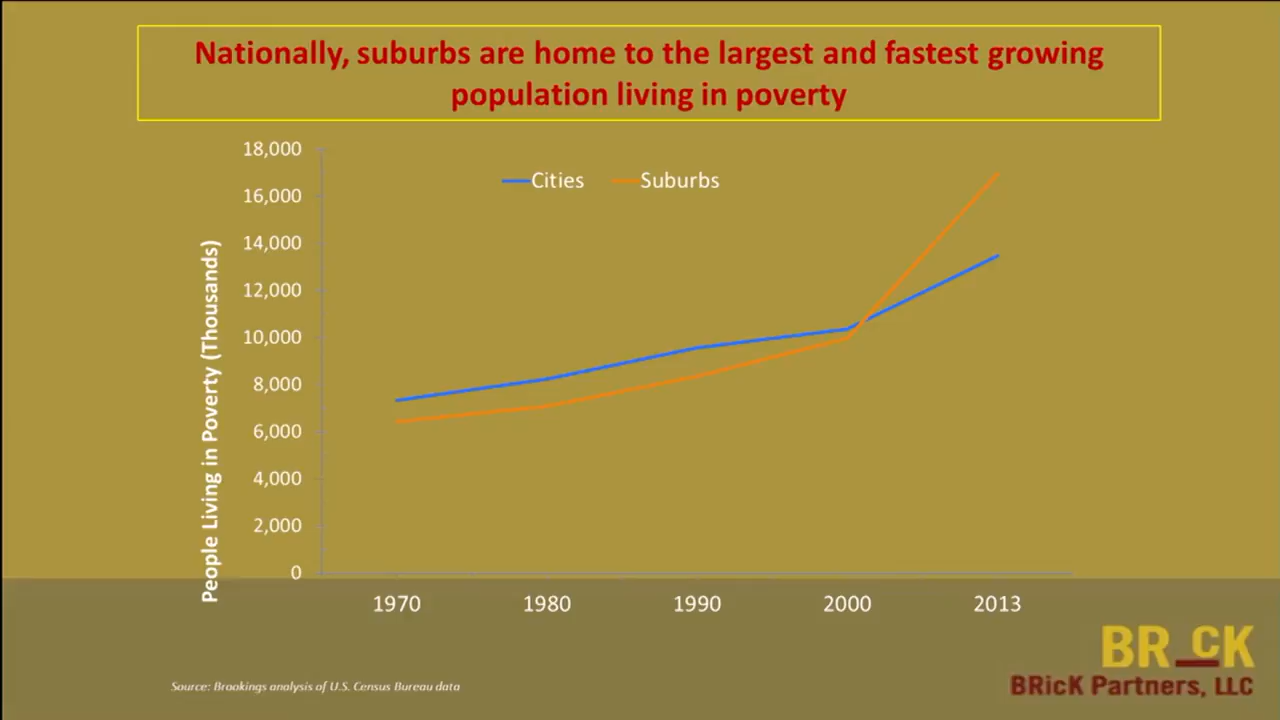 Nationally, suburbs are home to the largest and fastest growing
population living in poverty
18,000
Cities
Suburbs
16,000
14,000
12,000
10,000
8,000
6,000
4,000
2,000
0
People Living in Poverty (Thousands)
1970
1980
1990
2000
2013
BR_CK
BRicK Partners, LLC
Source: Brookings analysis of U.S. Census Bureau data